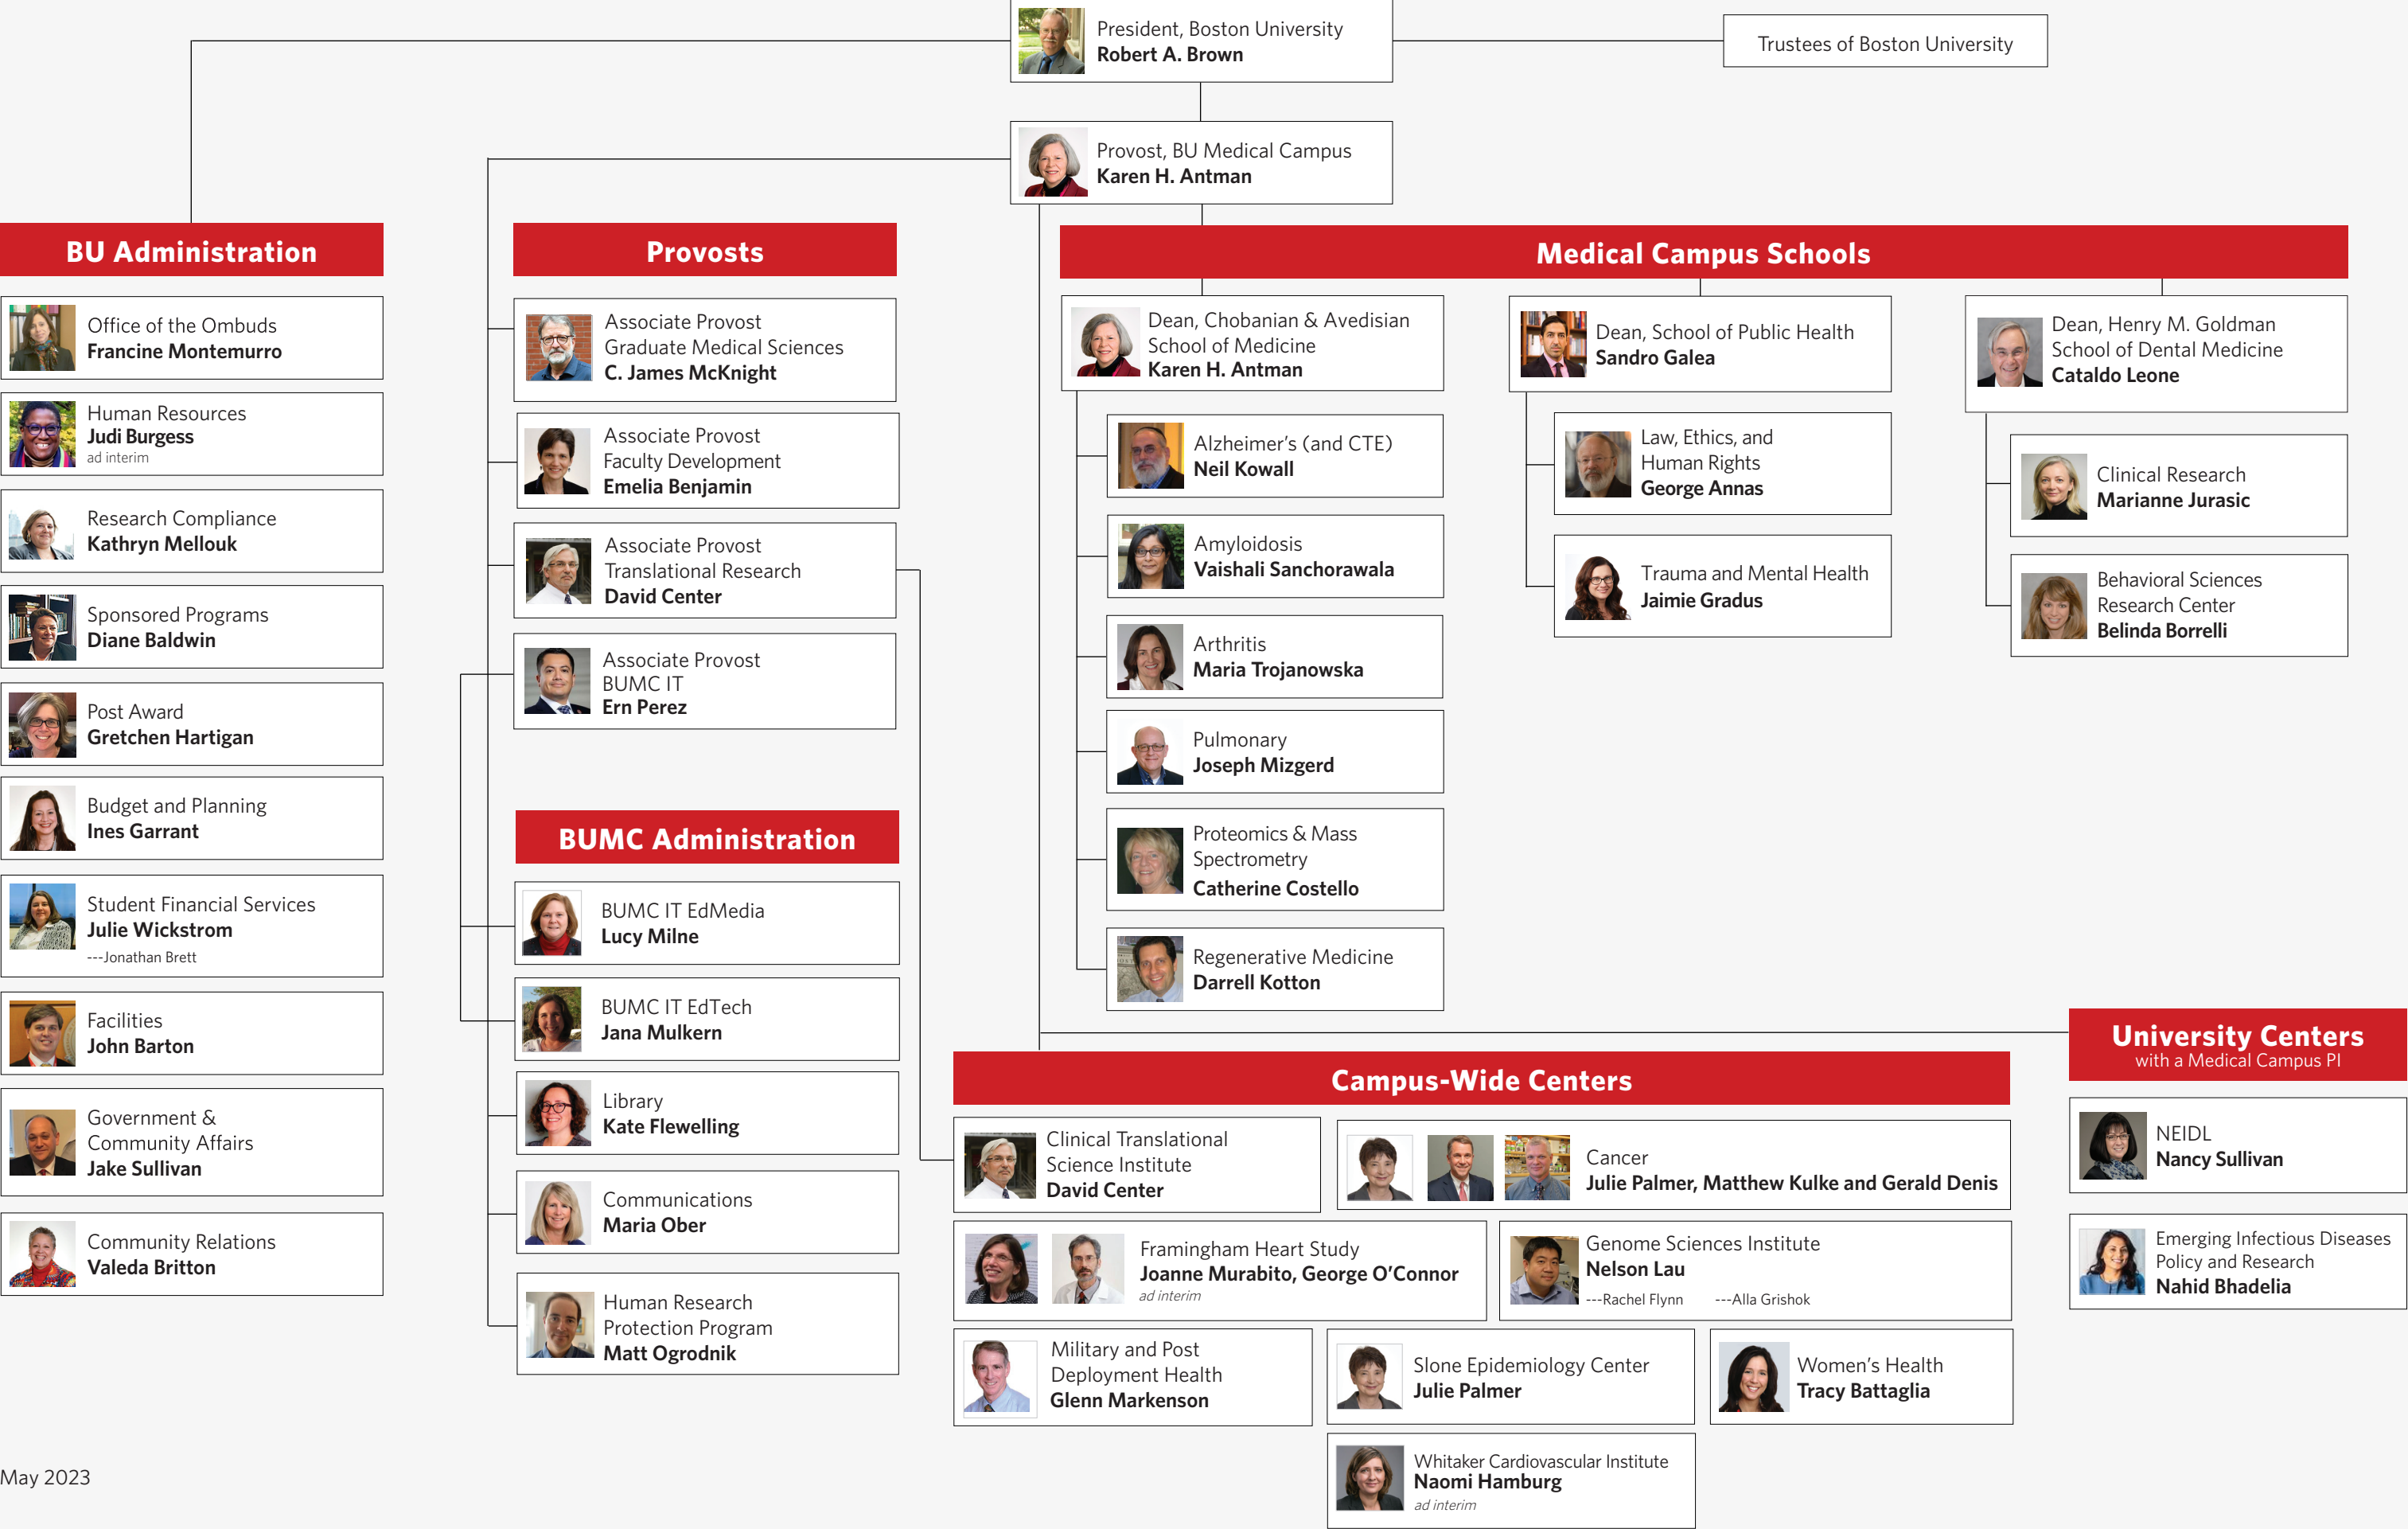 President, Boston University
Robert A. Brown
Trustees of Boston University
Provost, BU Medical Campus
Karen H. Antman
BU Administration
Office of the Ombuds
Francine Montemurro
Human Resources
Judi Burgess
ad interim
Research Compliance
Kathryn Mellouk
Sponsored Programs
Diane Baldwin
Post Award
Gretchen Hartigan
Budget and Planning
Ines Garrant
Student Financial Services
Julie Wickstrom
---Jonathan Brett
Facilities
John Barton
Government &
Community Affairs
Jake Sullivan
Community Relations
Valeda Britton
Provosts
Associate Provost
Graduate Medical Sciences
C. James McKnight
Associate Provost
Faculty Development
Emelia Benjamin
Associate Provost
Translational Research
David Center
Associate Provost
BUMC IT
Ern Perez
BUMC Administration
BUMC IT EdMedia
Lucy Milne
BUMC IT EdTech
Jana Mulkern
Library
Kate Flewelling
Communications
Maria Ober
Human Research
Protection Program
Matt Ogrodnik
Medical Campus Schools
Dean, Chobanian & Avedisian
School of Medicine
Karen H. Antman
Alzheimer's (and CTE)
Neil Kowall
Amyloidosis
Vaishali Sanchorawala
Arthritis
Maria Trojanowska
Pulmonary
Joseph Mizgerd
Proteomics & Mass
Spectrometry
Catherine Costello
Regenerative Medicine
Darrell Kotton
Dean, School of Public Health
Sandro Galea
Law, Ethics, and
Human Rights
George Annas
Trauma and Mental Health
Jaimie Gradus
Dean, Henry M. Goldman
School of Dental Medicine
Cataldo Leone
Clinical Research
Marianne Jurasic
Behavioral Sciences
Research Center
Belinda Borrelli
Campus-Wide Centers
Clinical Translational
Science Institute
David Center
Cancer
Julie Palmer, Matthew Kulke and Gerald Denis
Framingham Heart Study
Joanne Murabito, George O'Connor
ad interim
Genome Sciences Institute
Nelson Lau
---Rachel Flynn ---Alla Grishok
Military and Post
Deployment Health
Glenn Markenson
Slone Epidemiology Center
Julie Palmer
Women's Health
Tracy Battaglia
Whitaker Cardiovascular Institute
Naomi Hamburg
ad interim
University Centers
with a Medical Campus PI
NEIDL
Nancy Sullivan
Emerging Infectious Diseases
Policy and Research
Nahid Bhadelia
May 2023